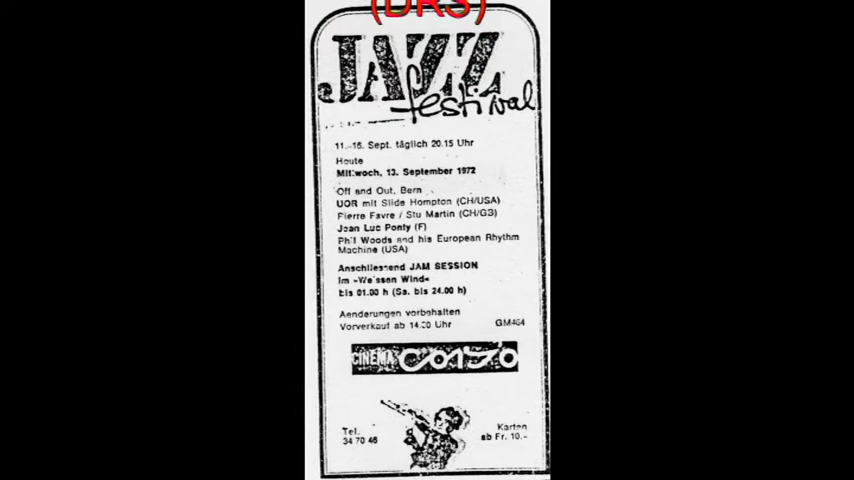 (DRS)
JAZZ
festival
11.-16. Sept. täglich 20.15 Uhr
Heute
Mittwoch, 13. September 1972
Off and Out, Bern
UOR mit Slide Hompton (CH/USA)
Pierre Favre / Stu Martin (CH/GB)
Jean Luc Ponty (F)
Phil Woods and his European Rhythm
Machine (USA)
Anschliessend JAM SESSION
im »Weissen Wind«
bis 01.00 h (Sa. bis 24.00 h)
Aenderungen vorbehalten
Vorverkauf ab 14.00 Uhr
GM464
CINEMA corso
Tel.
34 70 46
Karten
ab Fr. 10.-